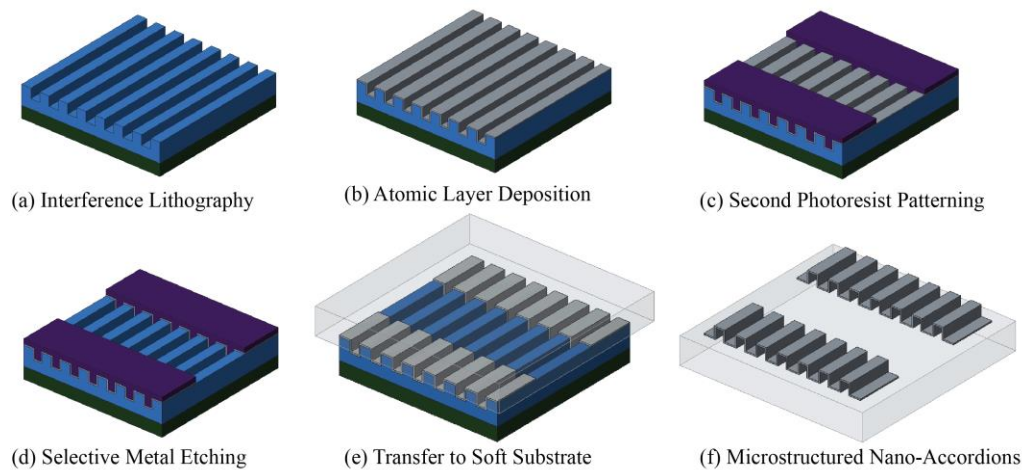 (a) Interference Lithography
(b) Atomic Layer Deposition
(c) Second Photoresist Patterning
(d) Selective Metal Etching
(e) Transfer to Soft Substrate
(f) Microstructured Nano-Accordions